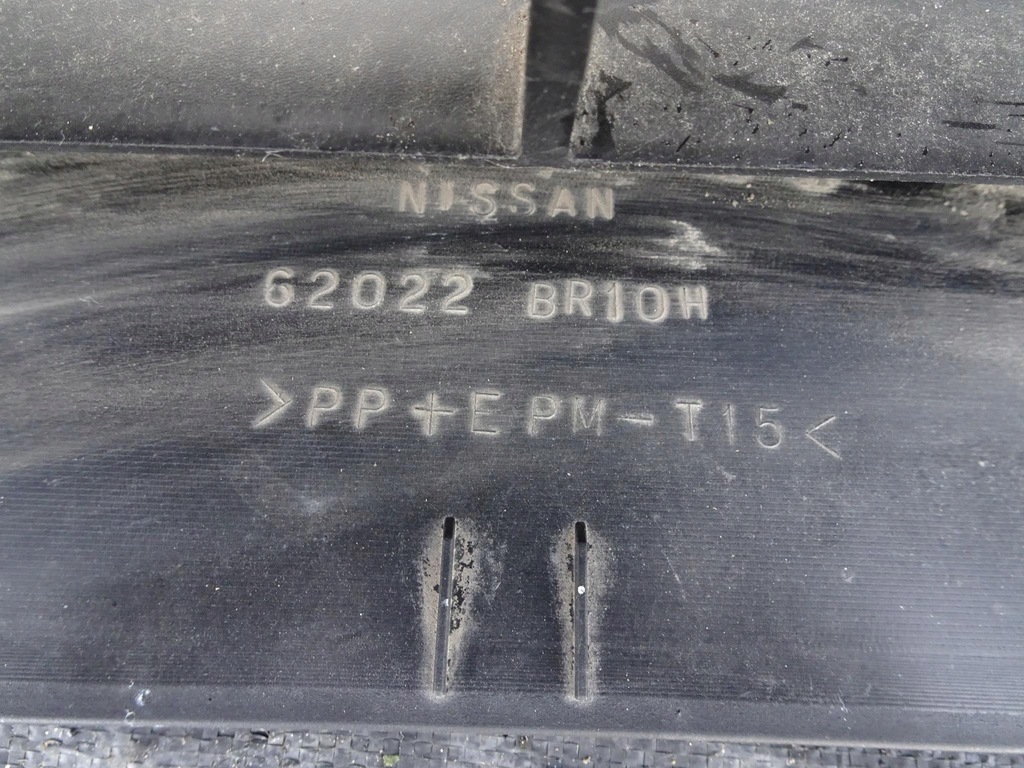 NISSAN
62022 BR10H
>PP+EPM-T15<